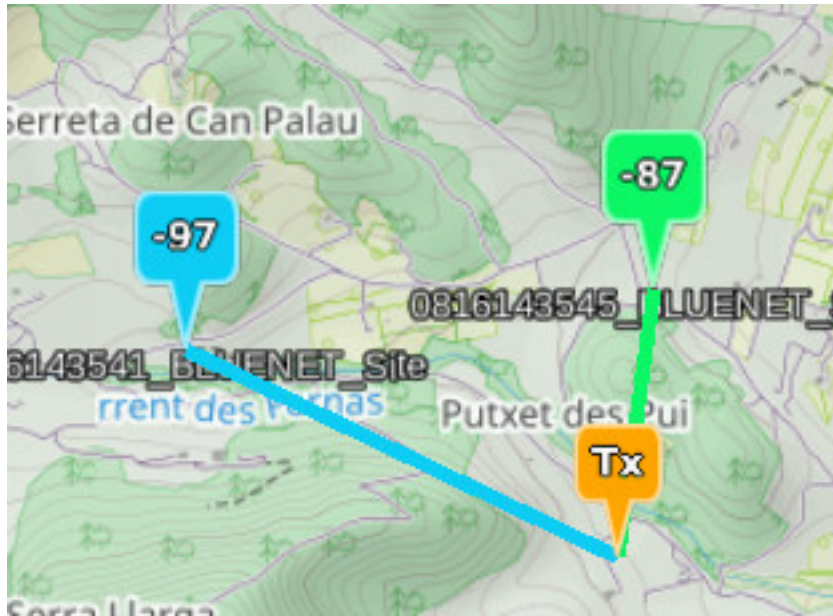 Serreta de Can Palau
-87
-97
0816143545_BLUENET_
6143541_BLUENET_Site
rrent des Fornas
Putxet des Pui
Tx
Serra Llarga